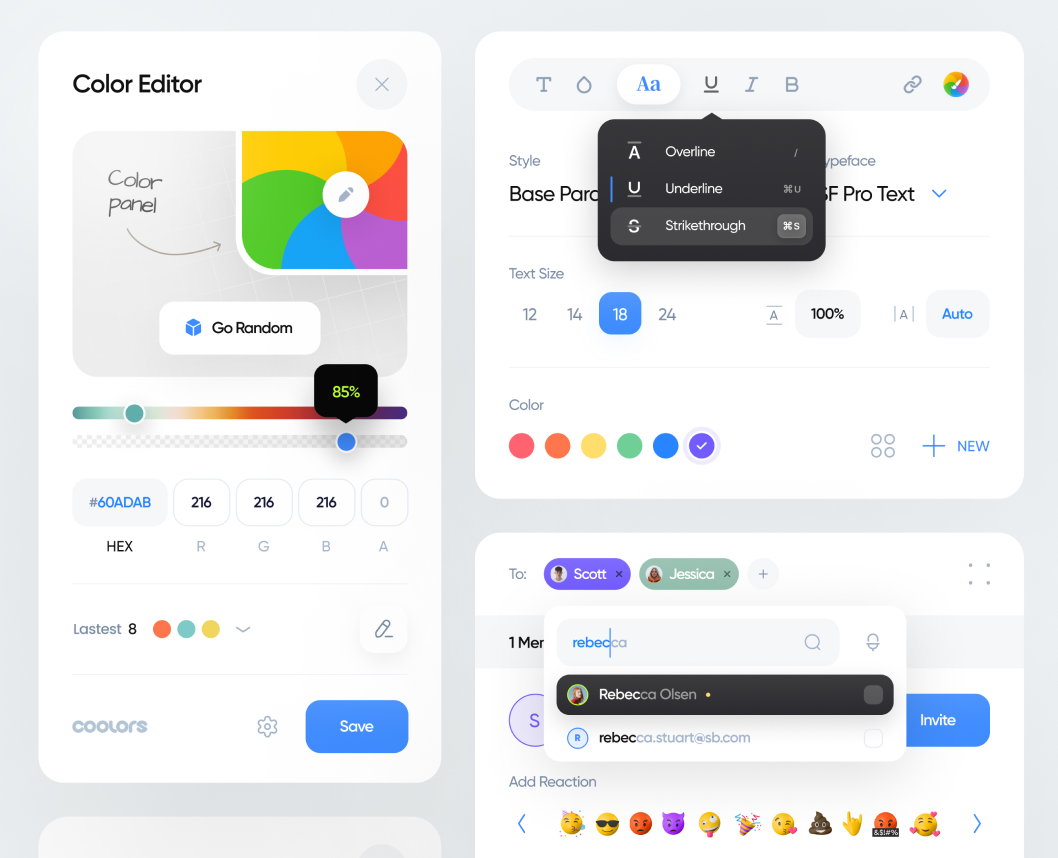 Color Editor
Color
Panel
Go Random
85%
#60ADAB 216 216 216 0
HEX R G B A
Lastest 8
coolors
Save
T Aa U I B
A Overline /
U Underline ⌘U
S Strikethrough ⌘S
Style
Base Para
ypeface
SF Pro Text
Text Size
12 14 18 24 A 100% |A| Auto
Color
NEW
To: Scott × Jessica × +
1 Mer
rebecca
Rebecca Olsen
R rebecca.stuart@sb.com
S
Invite
Add Reaction
&$!#%